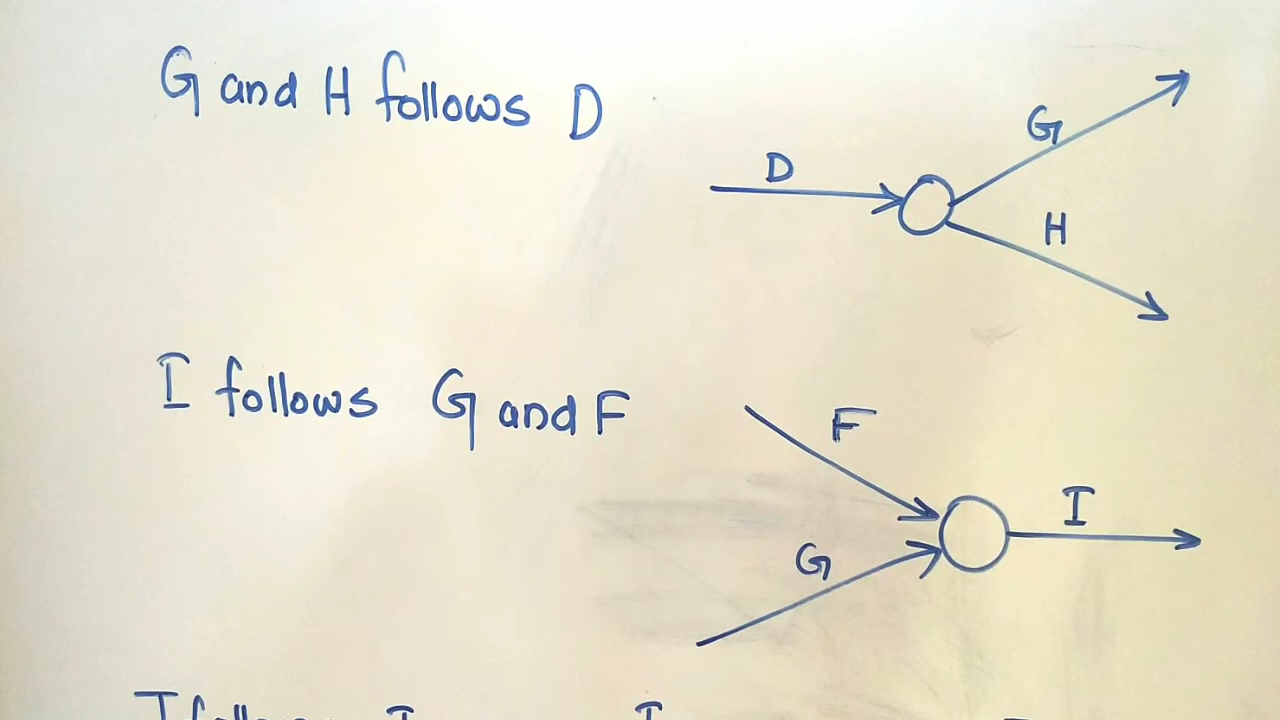 G and H follows D
G
D
H
I follows G and F
F
I
G